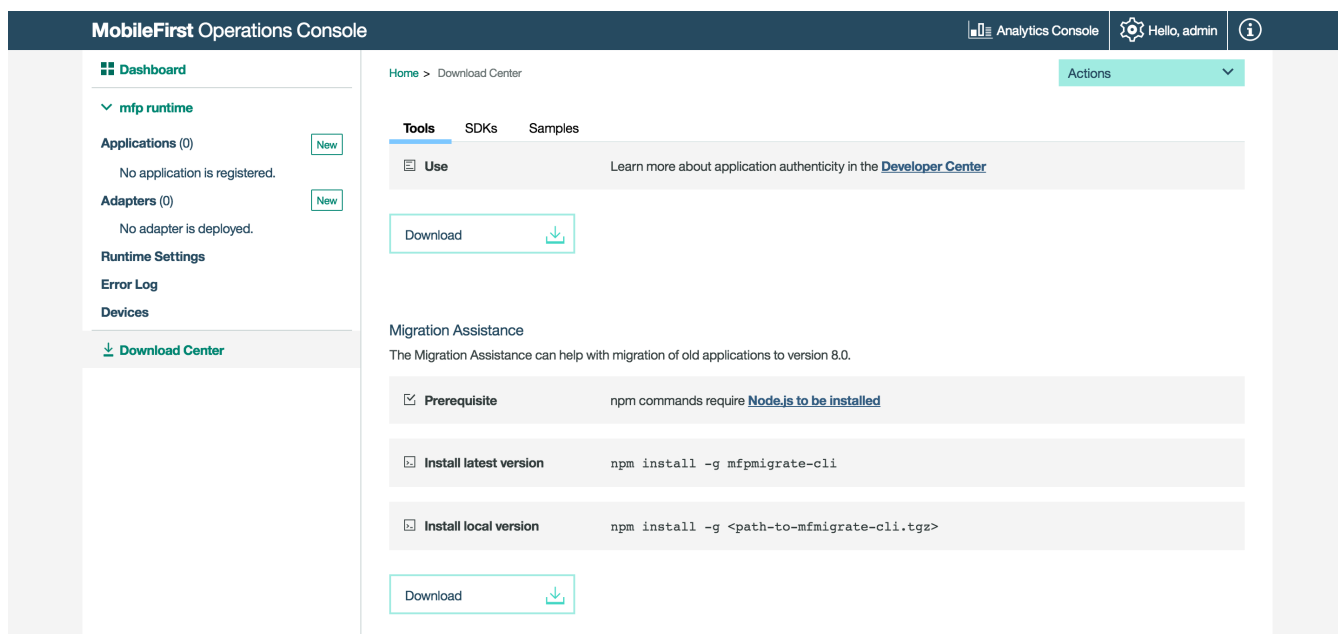 MobileFirst Operations Console
Analytics Console
Hello, admin
Dashboard
mfp runtime
Applications (0)
New
No application is registered.
Adapters (0)
New
No adapter is deployed.
Runtime Settings
Error Log
Devices
Download Center
Home > Download Center
Actions
Tools SDKs Samples
Use Learn more about application authenticity in the Developer Center
Download
Migration Assistance
The Migration Assistance can help with migration of old applications to version 8.0.
Prerequisite npm commands require Node.js to be installed
Install latest version npm install -g mfpmigrate-cli
Install local version npm install -g <path-to-mfmigrate-cli.tgz>
Download